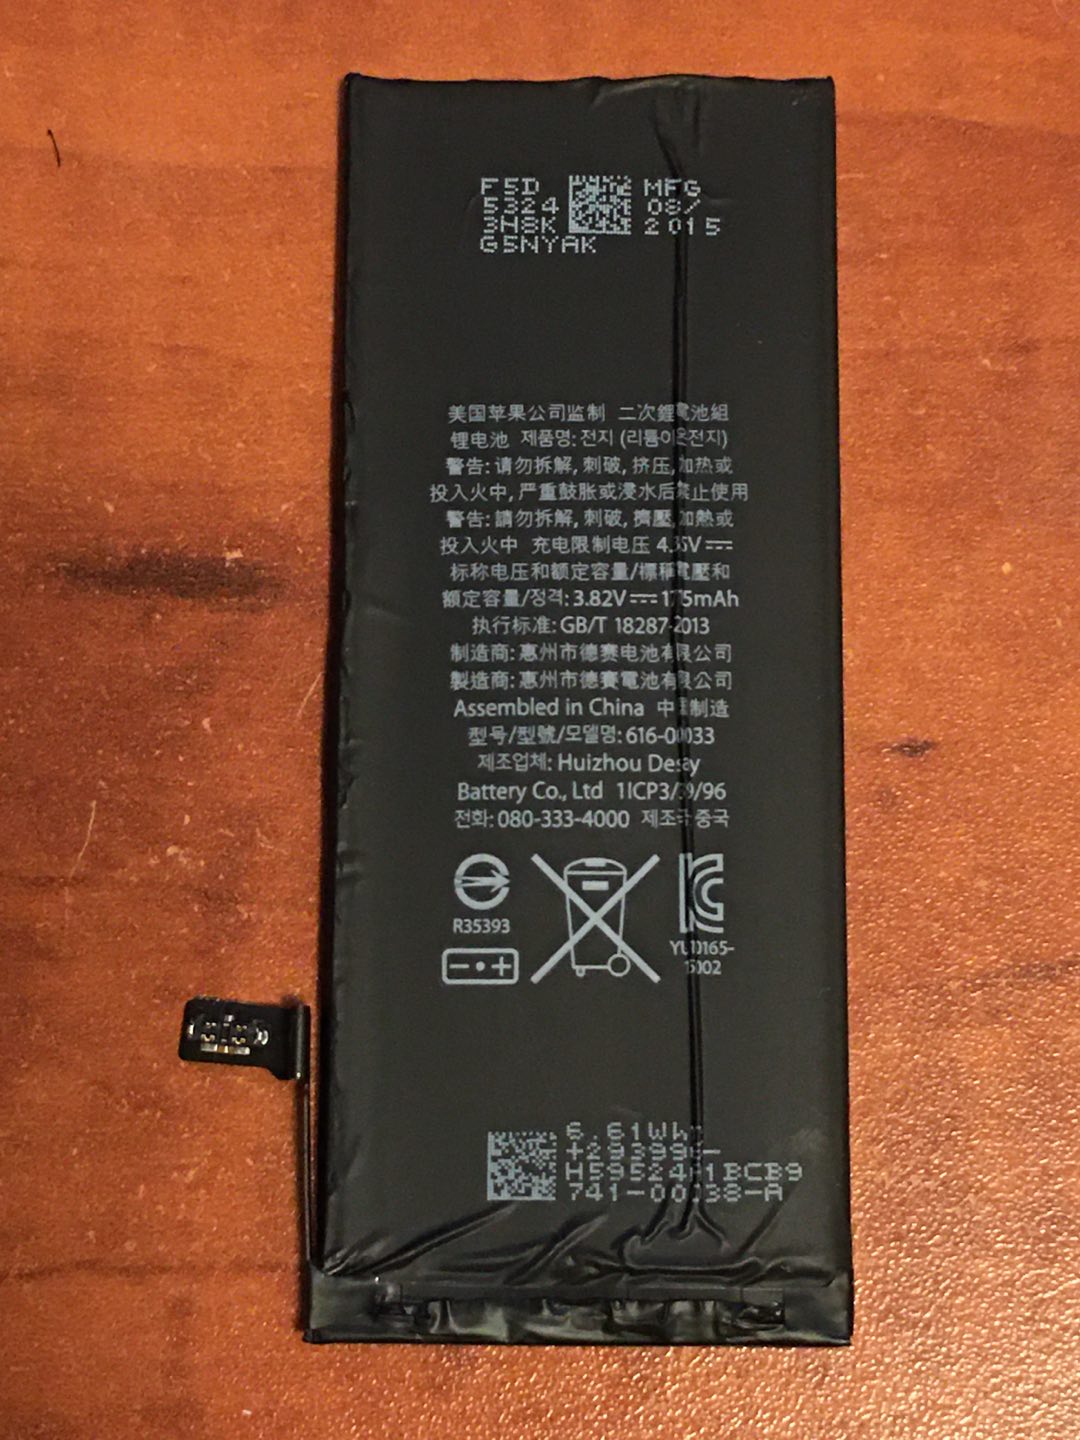 F5D
5324
3H8K
G5NYAK
MFG
08/
2015
美国苹果公司监制 二次鋰電池組
锂电池 제품명: 전지 (리튬이온전지)
警告: 请勿拆解, 刺破, 挤压, 加热或
投入火中, 严重鼓胀或浸水后禁止使用
警告: 請勿拆解, 刺破, 擠壓, 加熱或
投入火中 充电限制电压 4.35V
标称电压和额定容量/標稱電壓和
額定容量/정격: 3.82V
执行标准: GB/T 18287-2013
制造商: 惠州市德赛电池有限公司
製造商: 惠州市德賽電池有限公司
Assembled in China 中国制造
型号/型號/모델명: 616-00033
제조업체: Huizhou Desay
Battery Co., Ltd
전화: 080-333-4000 제조국 중국
R35393
6.61Wh
741-00038-A